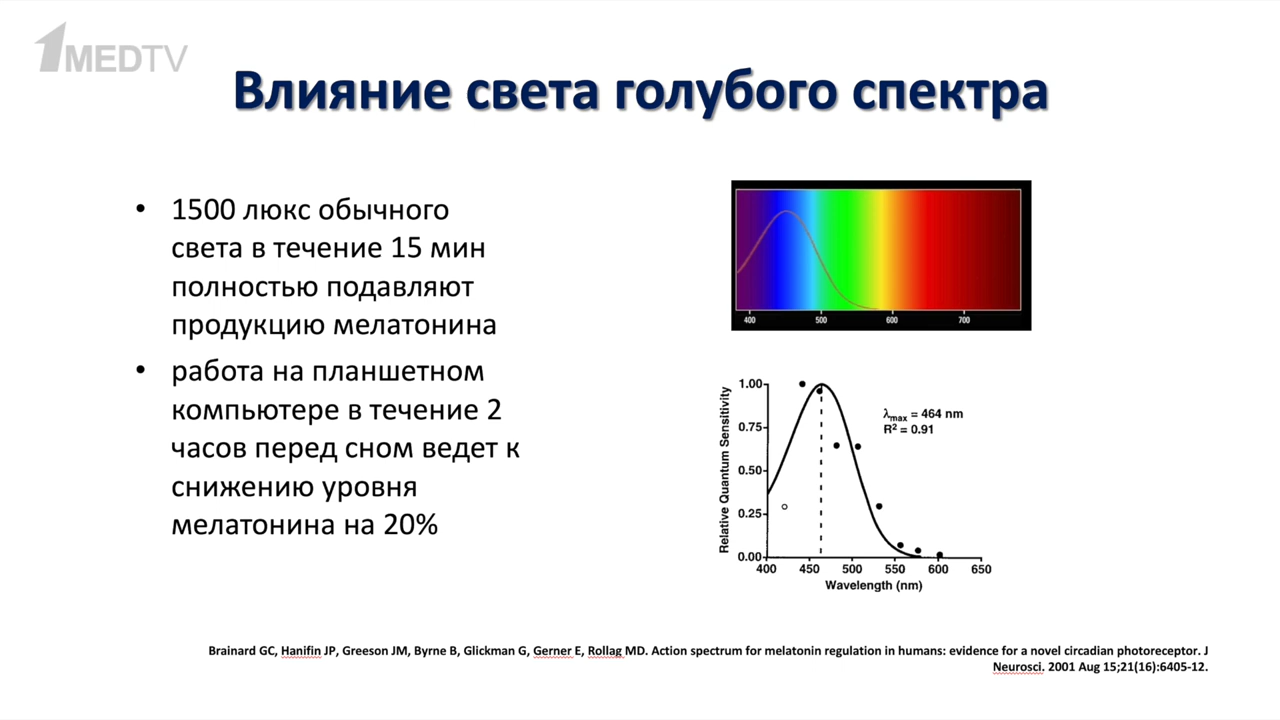 1MEDTV
Влияние света голубого спектра
• 1500 люкс обычного
света в течение 15 мин
полностью подавляют
продукцию мелатонина
• работа на планшетном
компьютере в течение 2
часов перед сном ведет к
снижению уровня
мелатонина на 20%
400 500 600 700
Relative Quantum Sensitivity
1.00
0.75
0.50
0.25
0.00
λmax = 464 nm
R² = 0.91
400 450 500 550 600 650
Wavelength (nm)
Brainard GC, Hanifin JP, Greeson JM, Byrne B, Glickman G, Gerner E, Rollag MD. Action spectrum for melatonin regulation in humans: evidence for a novel circadian photoreceptor. J
Neurosci. 2001 Aug 15;21(16):6405-12.